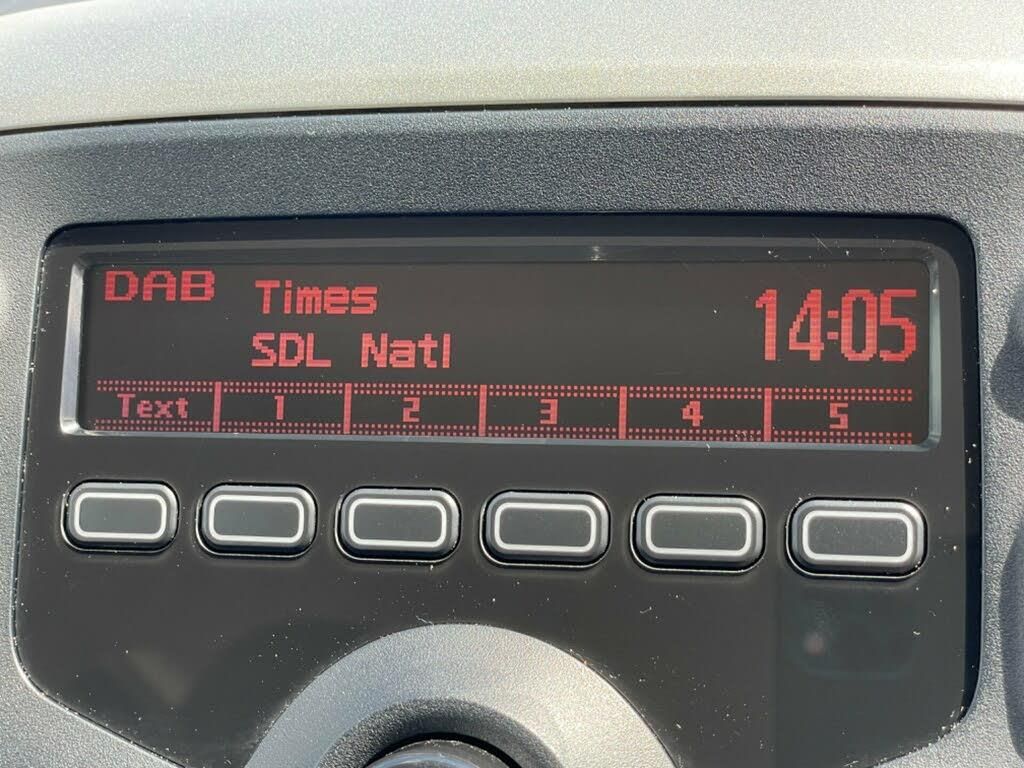 DAB Times 14:05
SDL Natl
Text 1 2 3 4 5